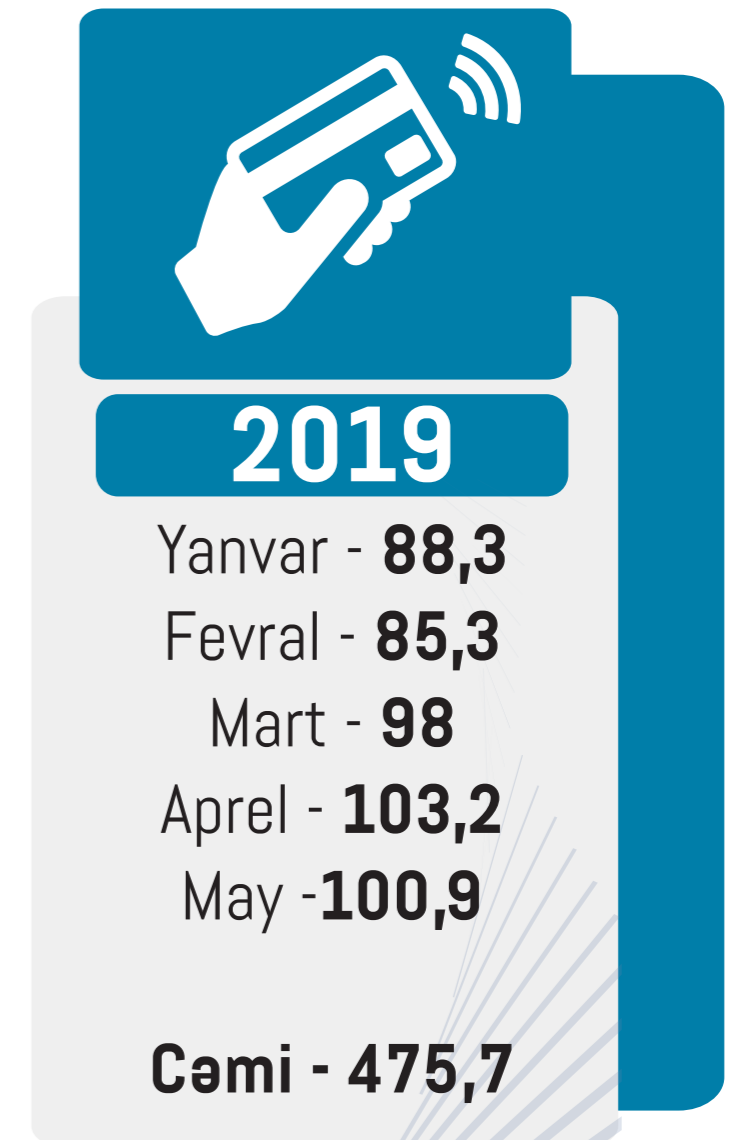 2019
Yanvar - 88,3
Fevral - 85,3
Mart - 98
Aprel - 103,2
May -100,9
Cəmi - 475,7